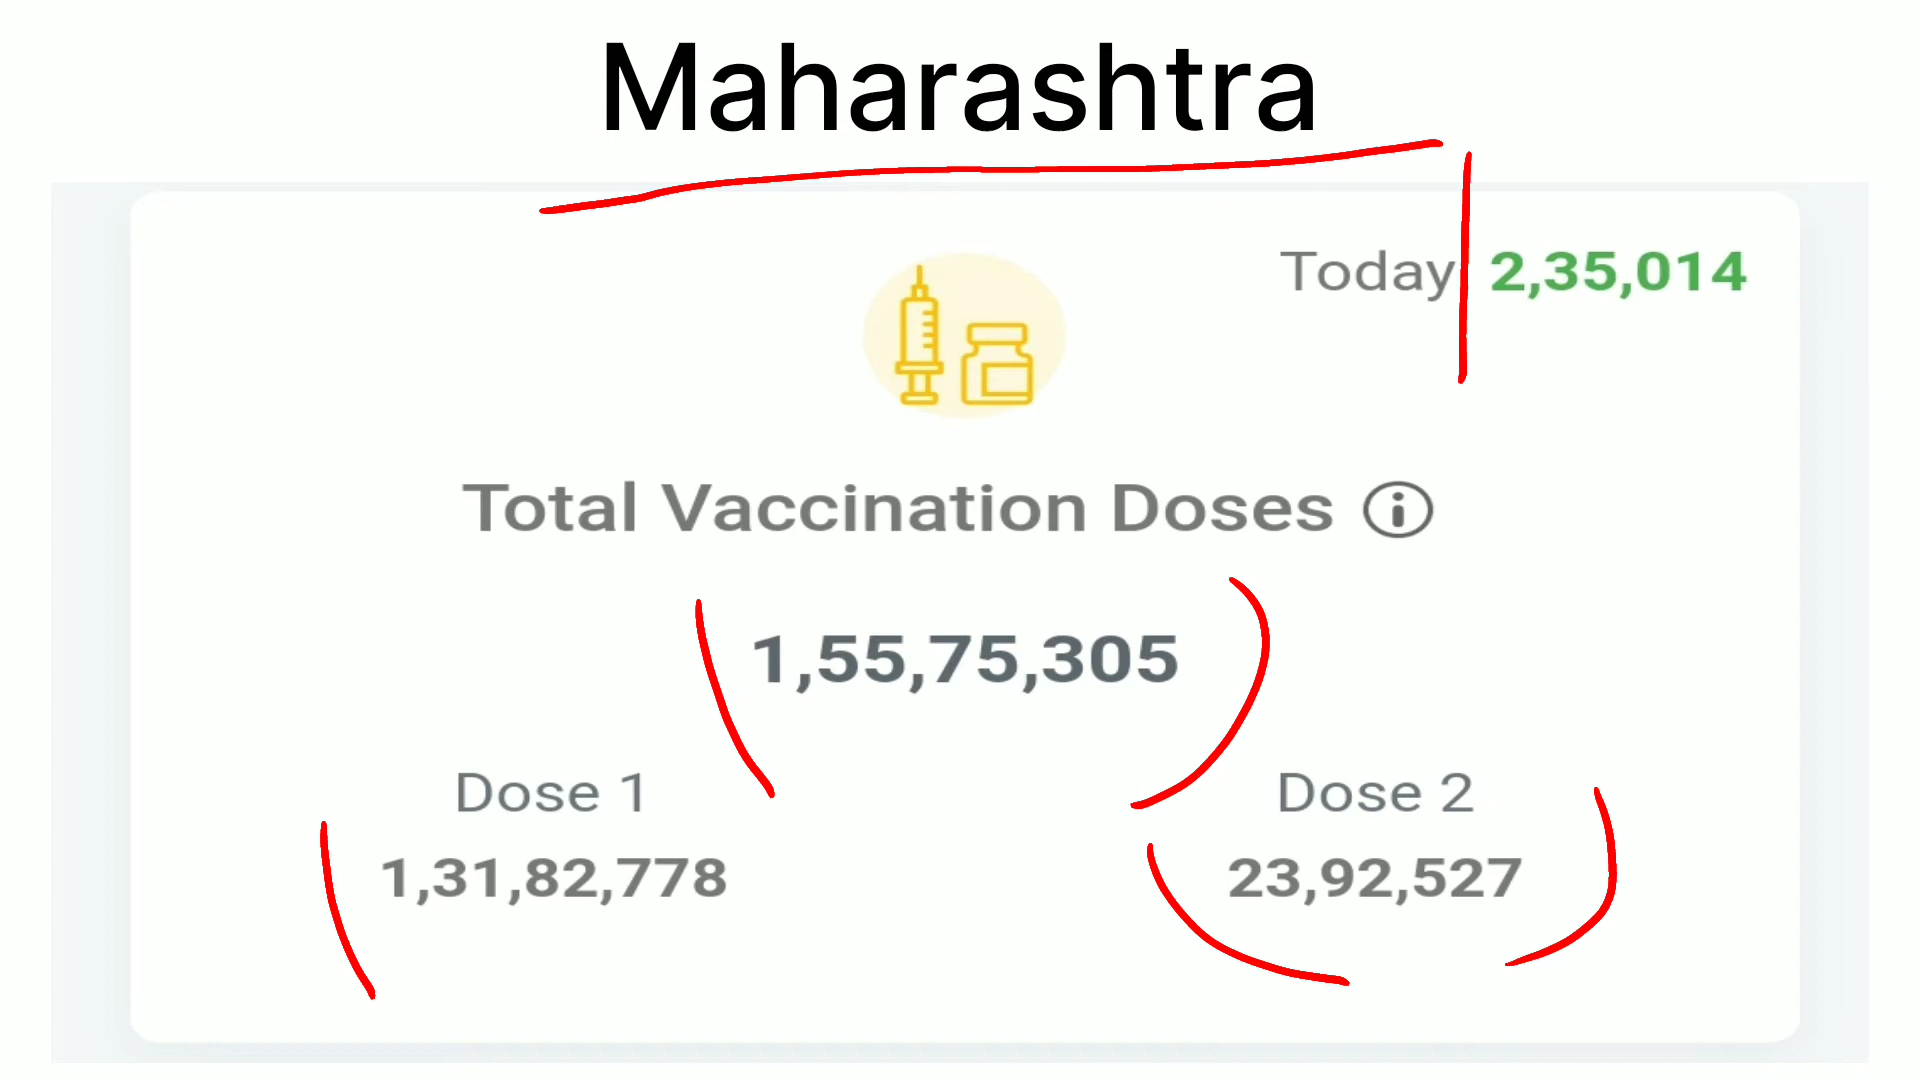 Maharashtra
Today 2,35,014
Total Vaccination Doses
1,55,75,305
Dose 1
1,31,82,778
Dose 2
23,92,527